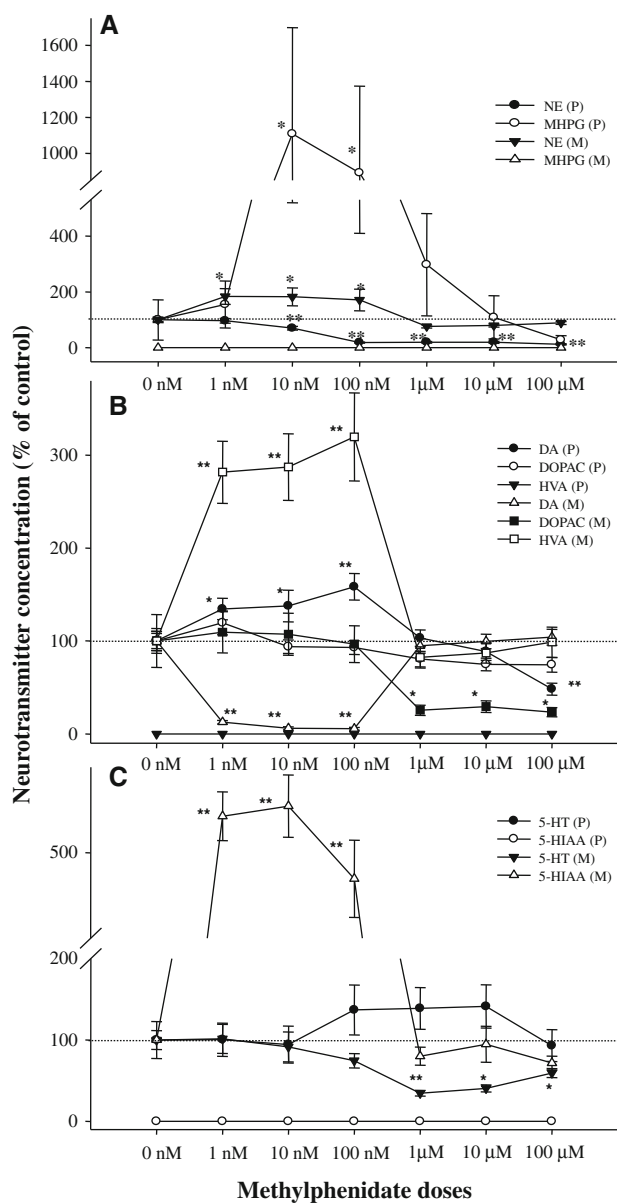 A
1600
1400
1200
1000
400
200
0
NE (P)
MHPG (P)
NE (M)
MHPG (M)
* * * * * ** ** ** ** **
0 nM 1 nM 10 nM 100 nM 1µM 10 µM 100 µM
B
300
200
100
0
DA (P)
DOPAC (P)
HVA (P)
DA (M)
DOPAC (M)
HVA (M)
** ** **
* * **
** ** ** * * * **
0 nM 1 nM 10 nM 100 nM 1µM 10 µM 100 µM
C
500
200
100
0
5-HT (P)
5-HIAA (P)
5-HT (M)
5-HIAA (M)
** ** **
** * *
0 nM 1 nM 10 nM 100 nM 1µM 10 µM 100 µM
Neurotransmitter concentration (% of control)
Methylphenidate doses